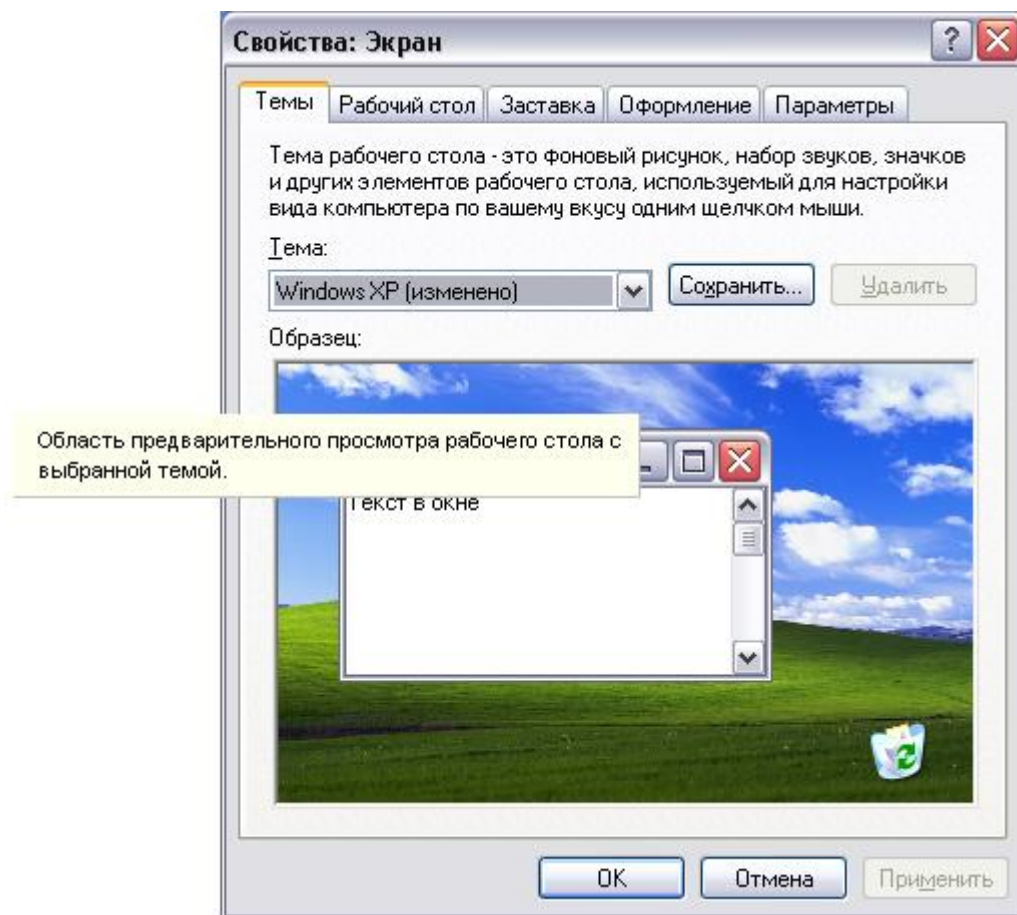 Свойства: Экран
Темы Рабочий стол Заставка Оформление Параметры
Тема рабочего стола - это фоновый рисунок, набор звуков, значков
и других элементов рабочего стола, используемый для настройки
вида компьютера по вашему вкусу одним щелчком мыши.
Тема:
Windows XP (изменено) Сохранить... Удалить
Образец:
Область предварительного просмотра рабочего стола с
выбранной темой.
Текст в окне
OK Отмена Применить